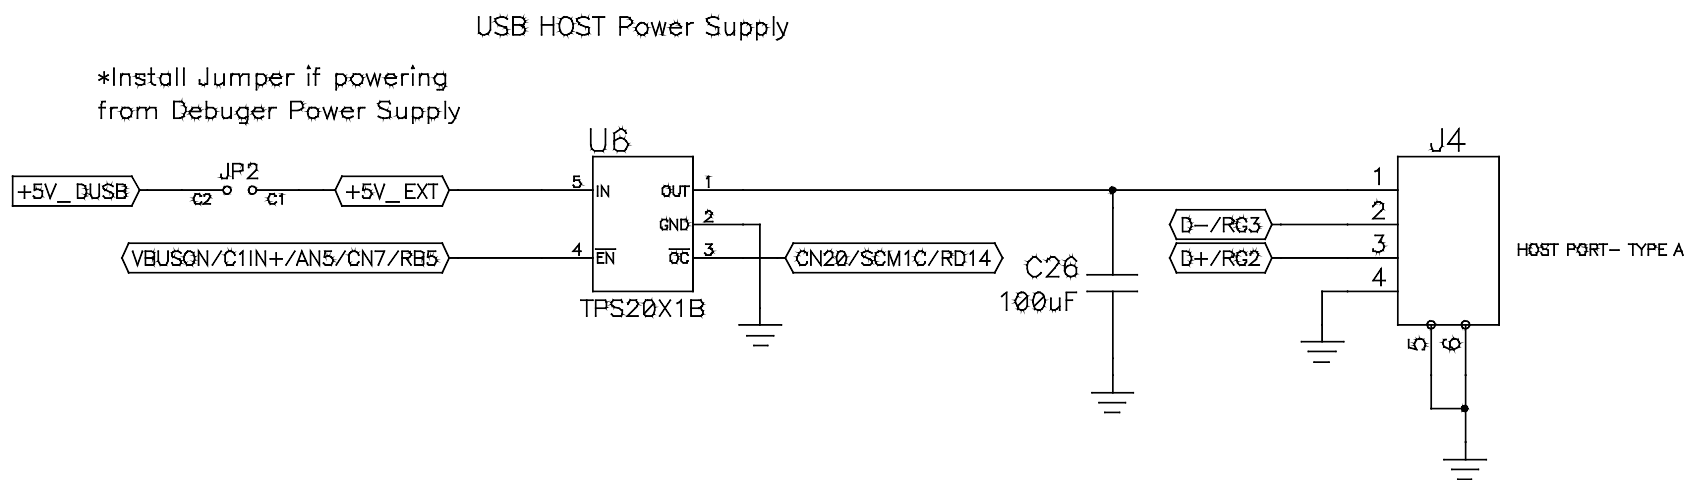 USB HOST Power Supply
*Install Jumper if powering
from Debuger Power Supply
U6
J4
JP2
+5V_DUSB
C2
C1
+5V_EXT
5
IN
OUT
1
1
GND
2
D-/RG3
2
VBUSON/C1IN+/AN5/CN7/RB5
4
EN
OC
3
CN20/SCM1C/RD14
D+/RG2
3
HOST PORT- TYPE A
C26
100uF
4
TPS20X1B
5
6